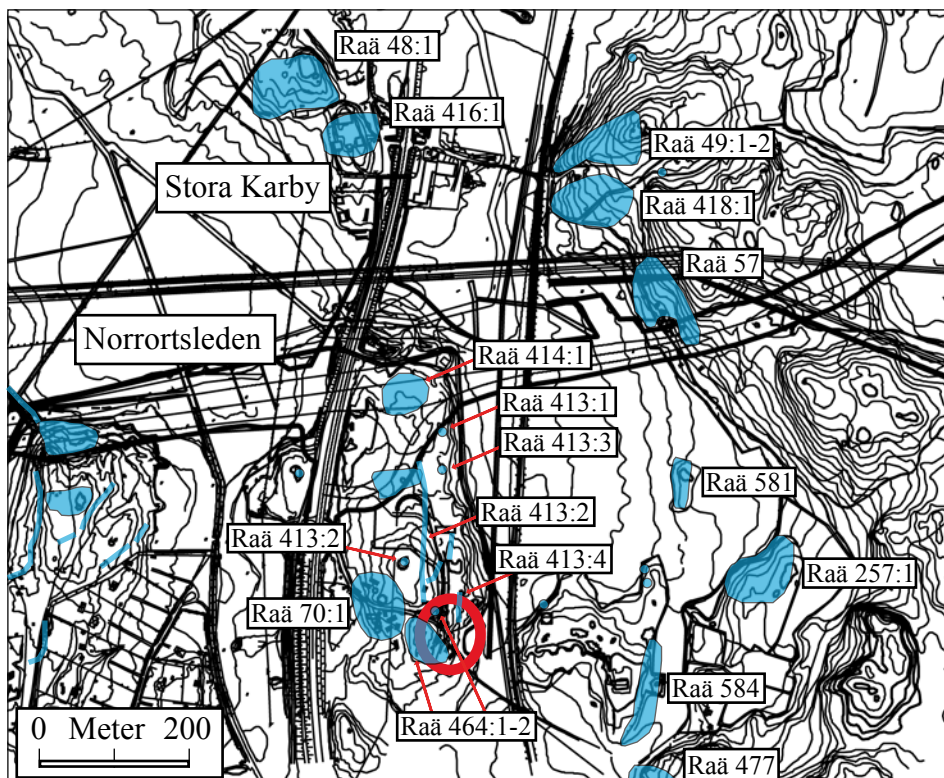 Raä 48:1
Raä 416:1
Raä 49:1-2
Stora Karby
Raä 418:1
Raä 57
Norrortsleden
Raä 414:1
Raä 413:1
Raä 413:3
Raä 581
Raä 413:2
Raä 413:2
Raä 413:4
Raä 257:1
Raä 70:1
Raä 584
0 Meter 200
Raä 464:1-2
Raä 477